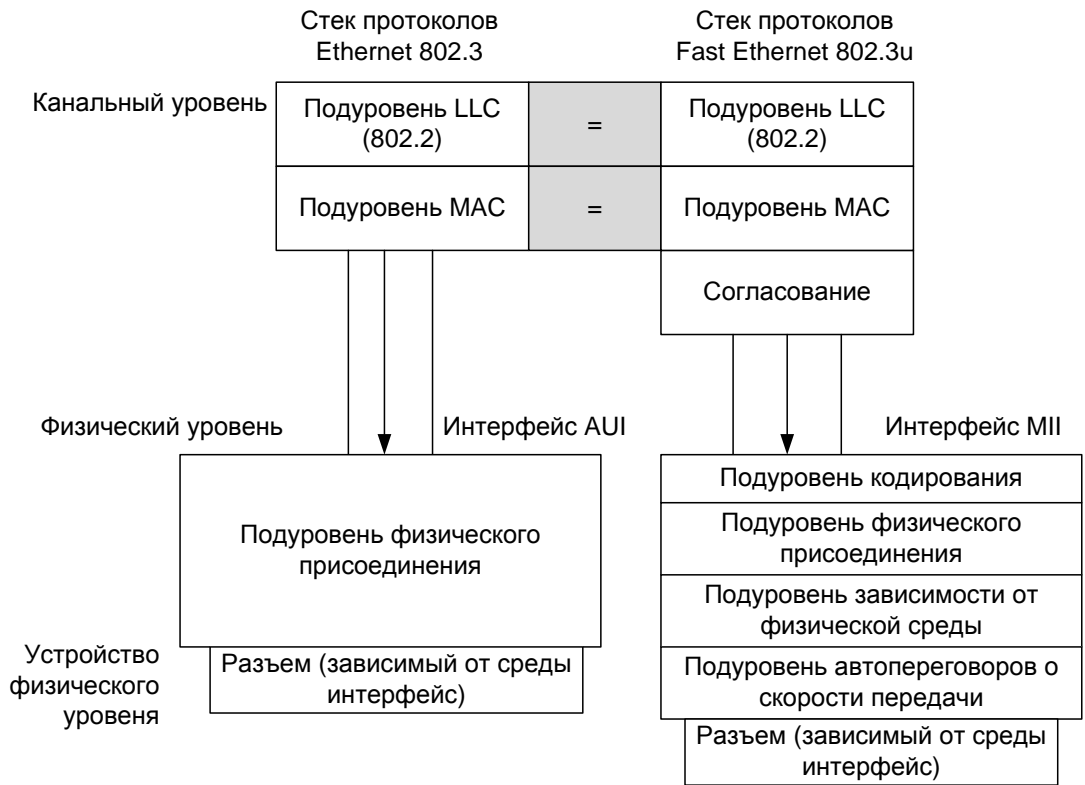 Стек протоколов
Ethernet 802.3
Стек протоколов
Fast Ethernet 802.3u
Канальный уровень
Подуровень LLC
(802.2)
=
Подуровень LLC
(802.2)
Подуровень MAC
=
Подуровень MAC
Согласование
Физический уровень
Интерфейс AUI
Интерфейс MII
Подуровень физического
присоединения
Подуровень кодирования
Подуровень физического
присоединения
Подуровень зависимости от
физической среды
Устройство
физического
уровеня
Разъем (зависимый от среды
интерфейс)
Подуровень автопереговоров о
скорости передачи
Разъем (зависимый от среды
интерфейс)